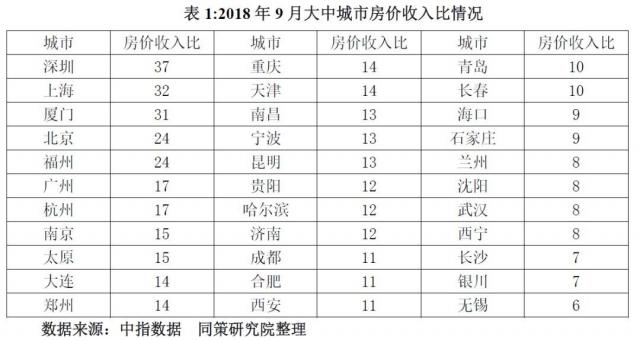 表 1:2018 年 9 月大中城市房价收入比情况
城市 房价收入比 城市 房价收入比 城市 房价收入比
深圳 37 重庆 14 青岛 10
上海 32 天津 14 长春 10
厦门 31 南昌 13 海口 9
北京 24 宁波 13 石家庄 9
福州 24 昆明 13 兰州 8
广州 17 贵阳 12 沈阳 8
杭州 17 哈尔滨 12 武汉 8
南京 15 济南 12 西宁 8
太原 15 成都 11 长沙 7
大连 14 合肥 11 银川 7
郑州 14 西安 11 无锡 6
数据来源：中指数据 同策研究院整理